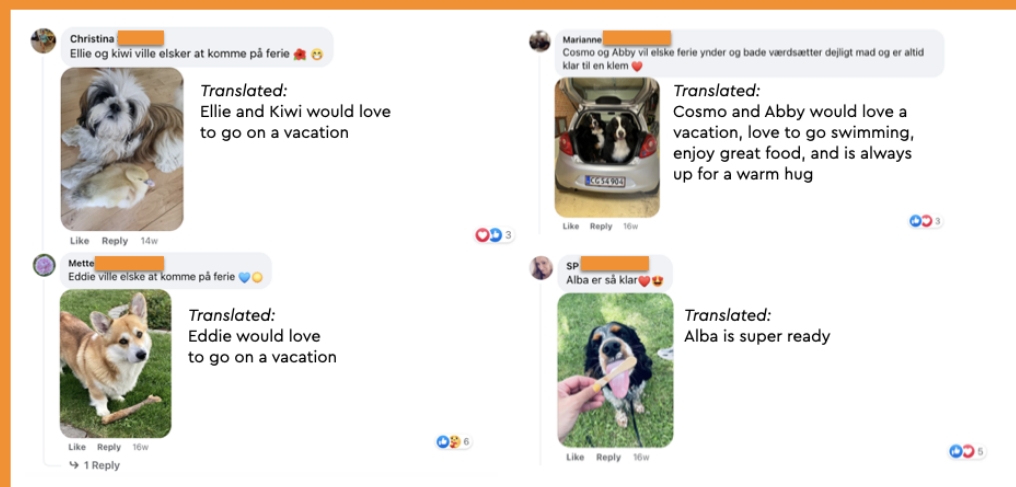 Christina
Ellie og kiwi ville elsker at komme på ferie
Translated:
Ellie and Kiwi would love
to go on a vacation
Like Reply 14w
3
Marianne
Cosmo og Abby vil elske ferie ynder og bade værdsætter dejligt mad og er altid
klar til en klem
Translated:
Cosmo and Abby would love a
vacation, love to go swimming,
enjoy great food, and is always
up for a warm hug
CG 54 904
Like Reply 16w
3
Mette
Eddie ville elske at komme på ferie
Translated:
Eddie would love
to go on a vacation
Like Reply 16w
6
1 Reply
SP
Alba er så klar
Translated:
Alba is super ready
Like Reply 16w
5